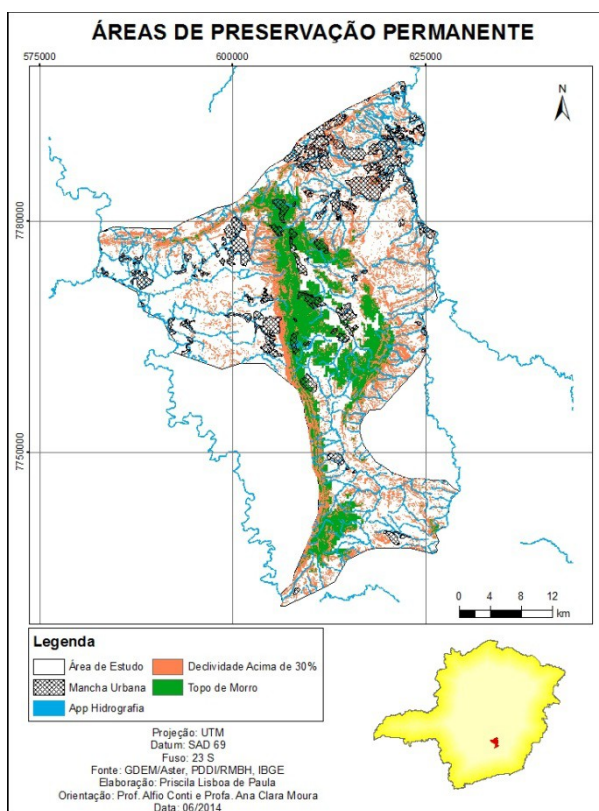 ÁREAS DE PRESERVAÇÃO PERMANENTE
575000 600000 625000
N
7780000
7750000
0 2 4 8 12
km
Legenda
Área de Estudo Declividade Acima de 30%
Mancha Urbana Topo de Morro
App Hidrografia
Projeção: UTM
Datum: SAD 69
Fuso: 23 S
Fonte: GDEM/Aster, PDDI/RMBH, IBGE
Elaboração: Priscila Lisboa de Paula
Orientação: Prof. Alfio Conti e Profa. Ana Clara Moura
Data: 06/2014